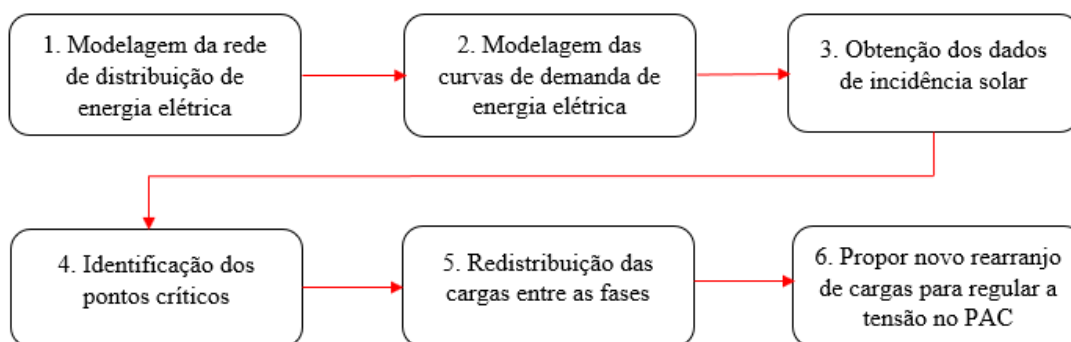 1. Modelagem da rede
de distribuição de
energia elétrica
2. Modelagem das
curvas de demanda de
energia elétrica
3. Obtenção dos dados
de incidência solar
4. Identificação dos
pontos críticos
5. Redistribuição das
cargas entre as fases
6. Propor novo rearranjo
de cargas para regular a
tensão no PAC